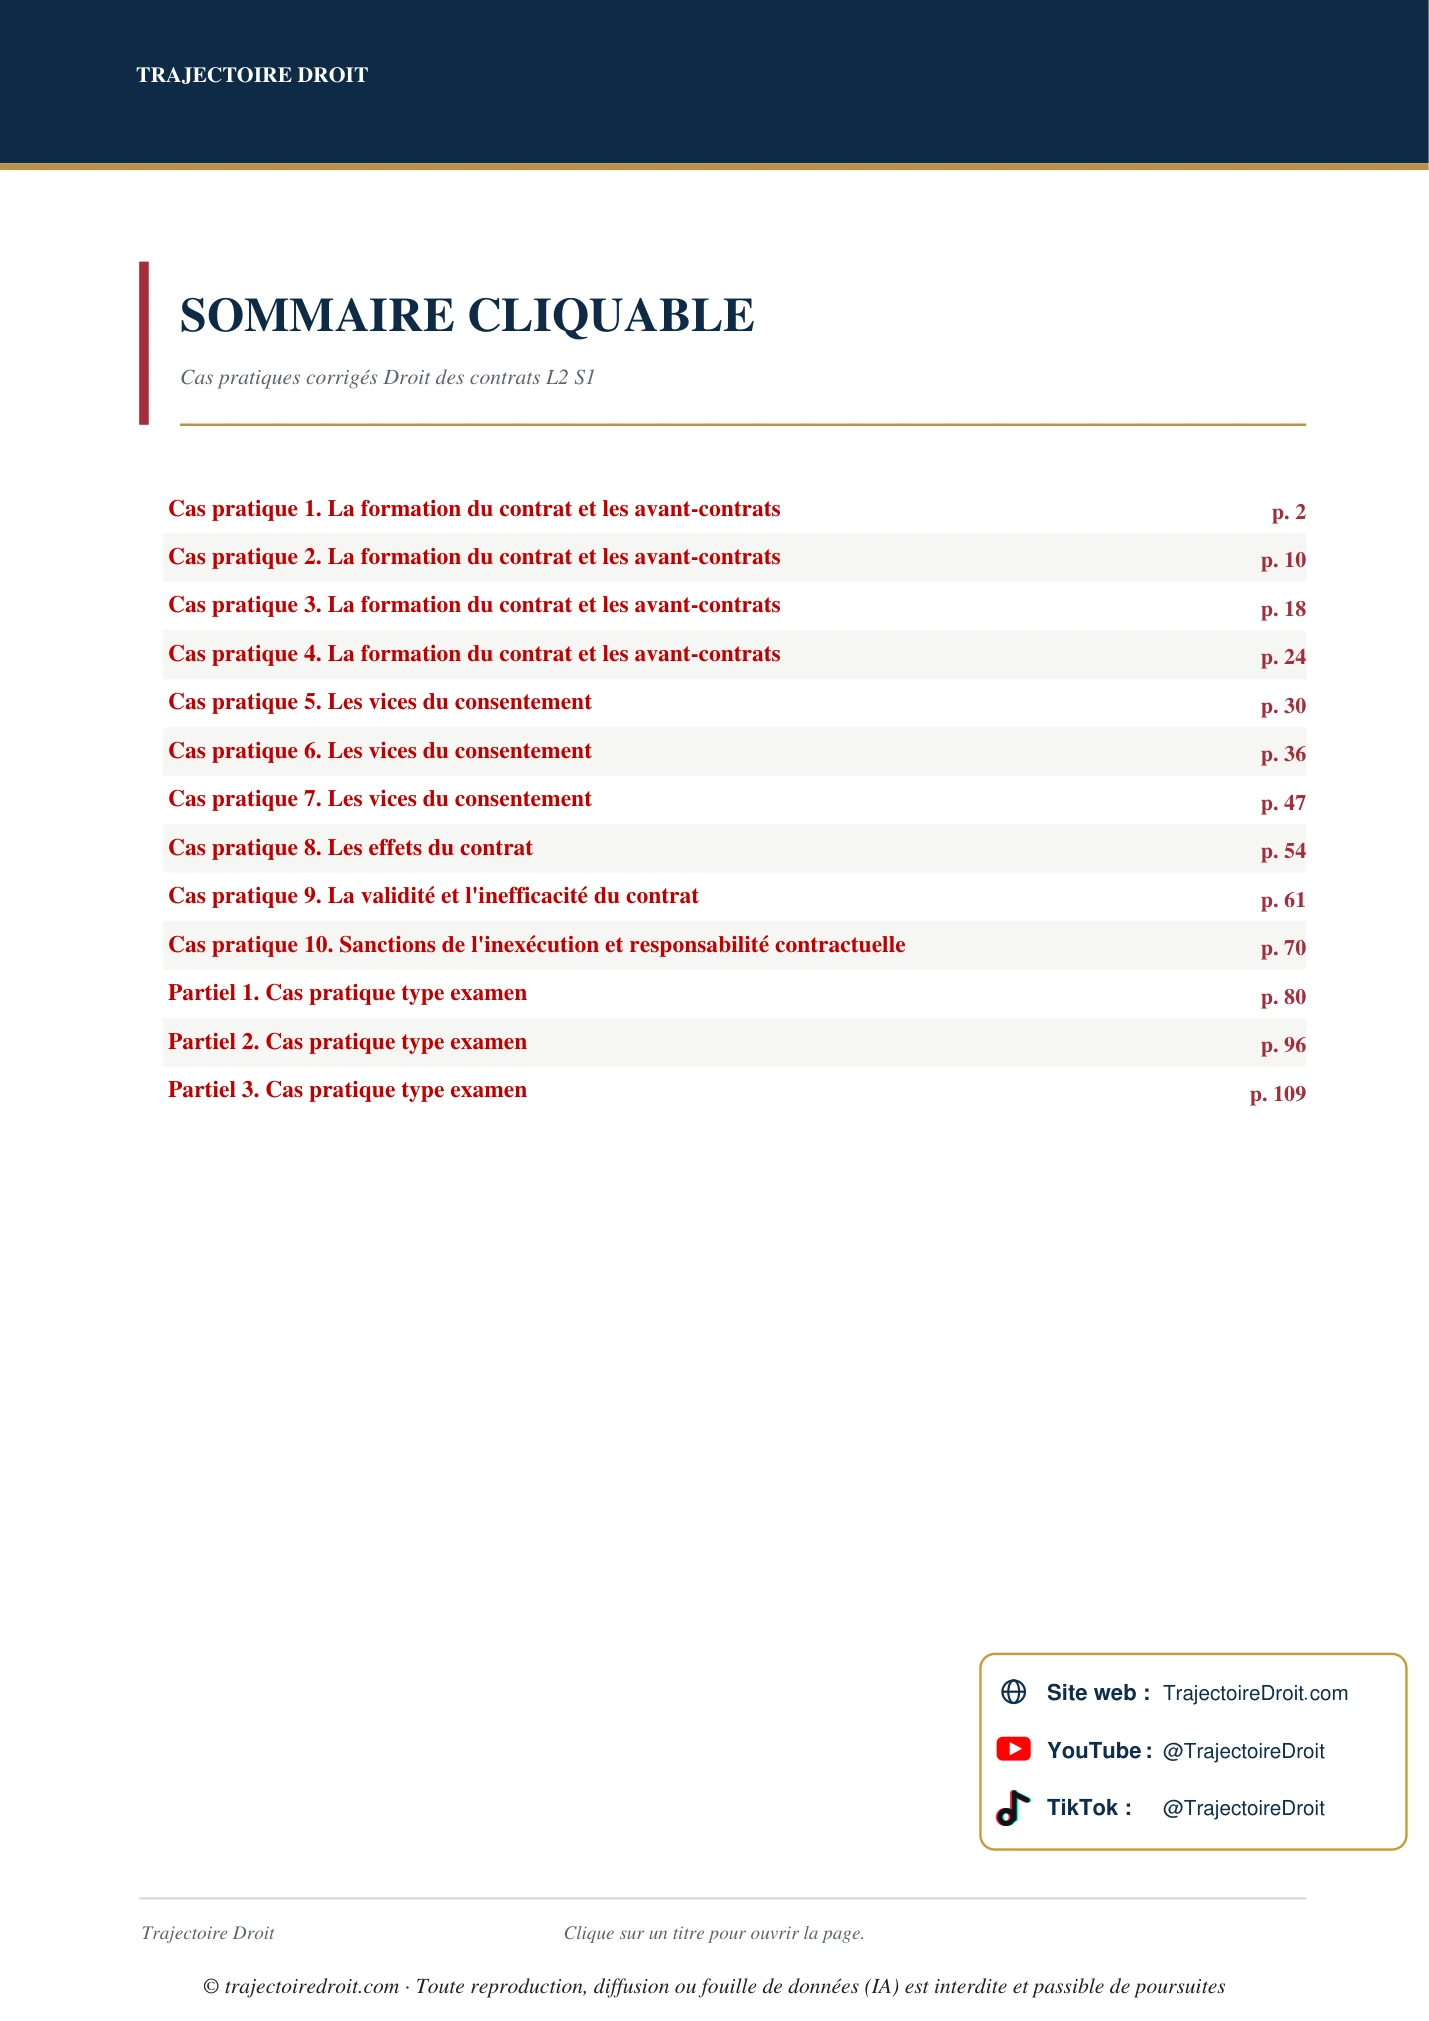 TRAJECTOIRE DROIT
SOMMAIRE CLIQUABLE
Cas pratiques corrigés Droit des contrats L2 S1
Cas pratique 1. La formation du contrat et les avant-contrats p. 2
Cas pratique 2. La formation du contrat et les avant-contrats p. 10
Cas pratique 3. La formation du contrat et les avant-contrats p. 18
Cas pratique 4. La formation du contrat et les avant-contrats p. 24
Cas pratique 5. Les vices du consentement p. 30
Cas pratique 6. Les vices du consentement p. 36
Cas pratique 7. Les vices du consentement p. 47
Cas pratique 8. Les effets du contrat p. 54
Cas pratique 9. La validité et l'inefficacité du contrat p. 61
Cas pratique 10. Sanctions de l'inexécution et responsabilité contractuelle p. 70
Partiel 1. Cas pratique type examen p. 80
Partiel 2. Cas pratique type examen p. 96
Partiel 3. Cas pratique type examen p. 109
Site web : TrajectoireDroit.com
YouTube : @TrajectoireDroit
TikTok : @TrajectoireDroit
Trajectoire Droit Clique sur un titre pour ouvrir la page.
© trajectoiredroit.com · Toute reproduction, diffusion ou fouille de données (IA) est interdite et passible de poursuites